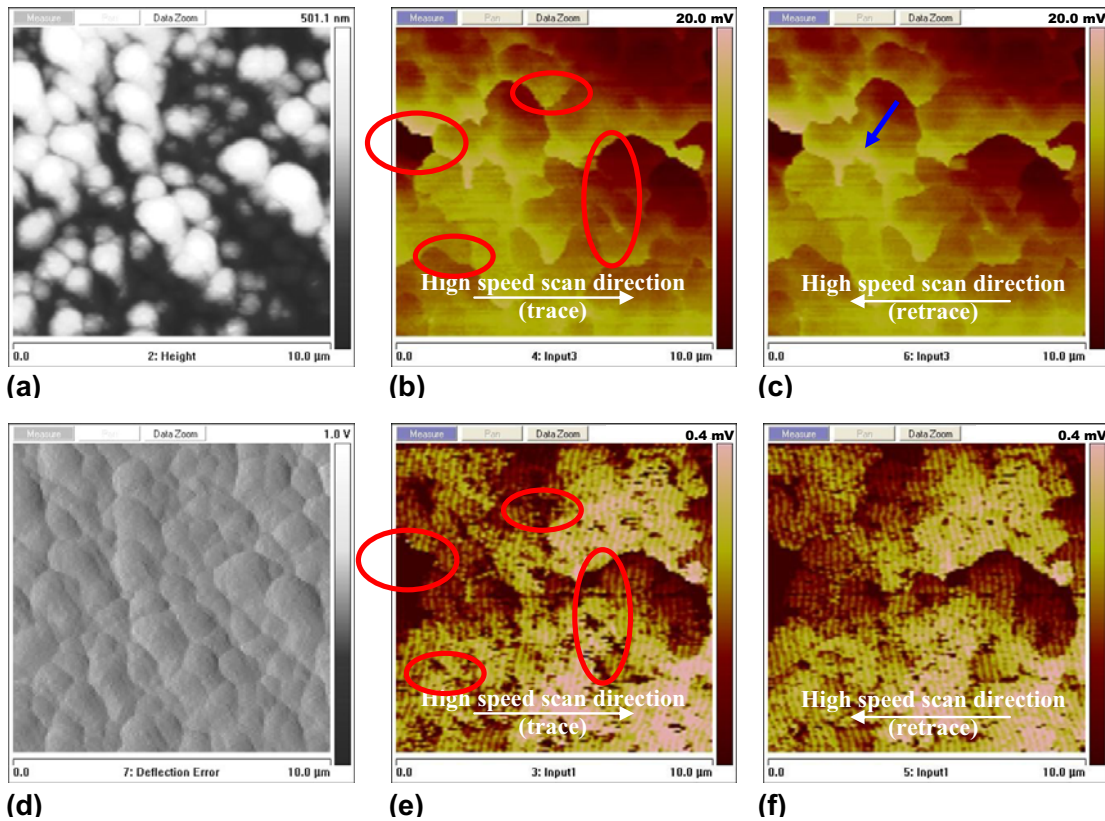 Measure Pan Data Zoom 501.1 nm
Measure Pan Data Zoom 20.0 mV
Measure Pan Data Zoom 20.0 mV
High speed scan direction
(trace)
High speed scan direction
(retrace)
0.0 2: Height 10.0 µm
0.0 4: Input3 10.0 µm
0.0 6: Input3 10.0 µm
(a)
(b)
(c)
Measure Pan Data Zoom 1.0 V
Measure Pan Data Zoom 0.4 mV
Measure Pan Data Zoom 0.4 mV
High speed scan direction
(trace)
High speed scan direction
(retrace)
0.0 7: Deflection Error 10.0 µm
0.0 3: Input1 10.0 µm
0.0 5: Input1 10.0 µm
(d)
(e)
(f)